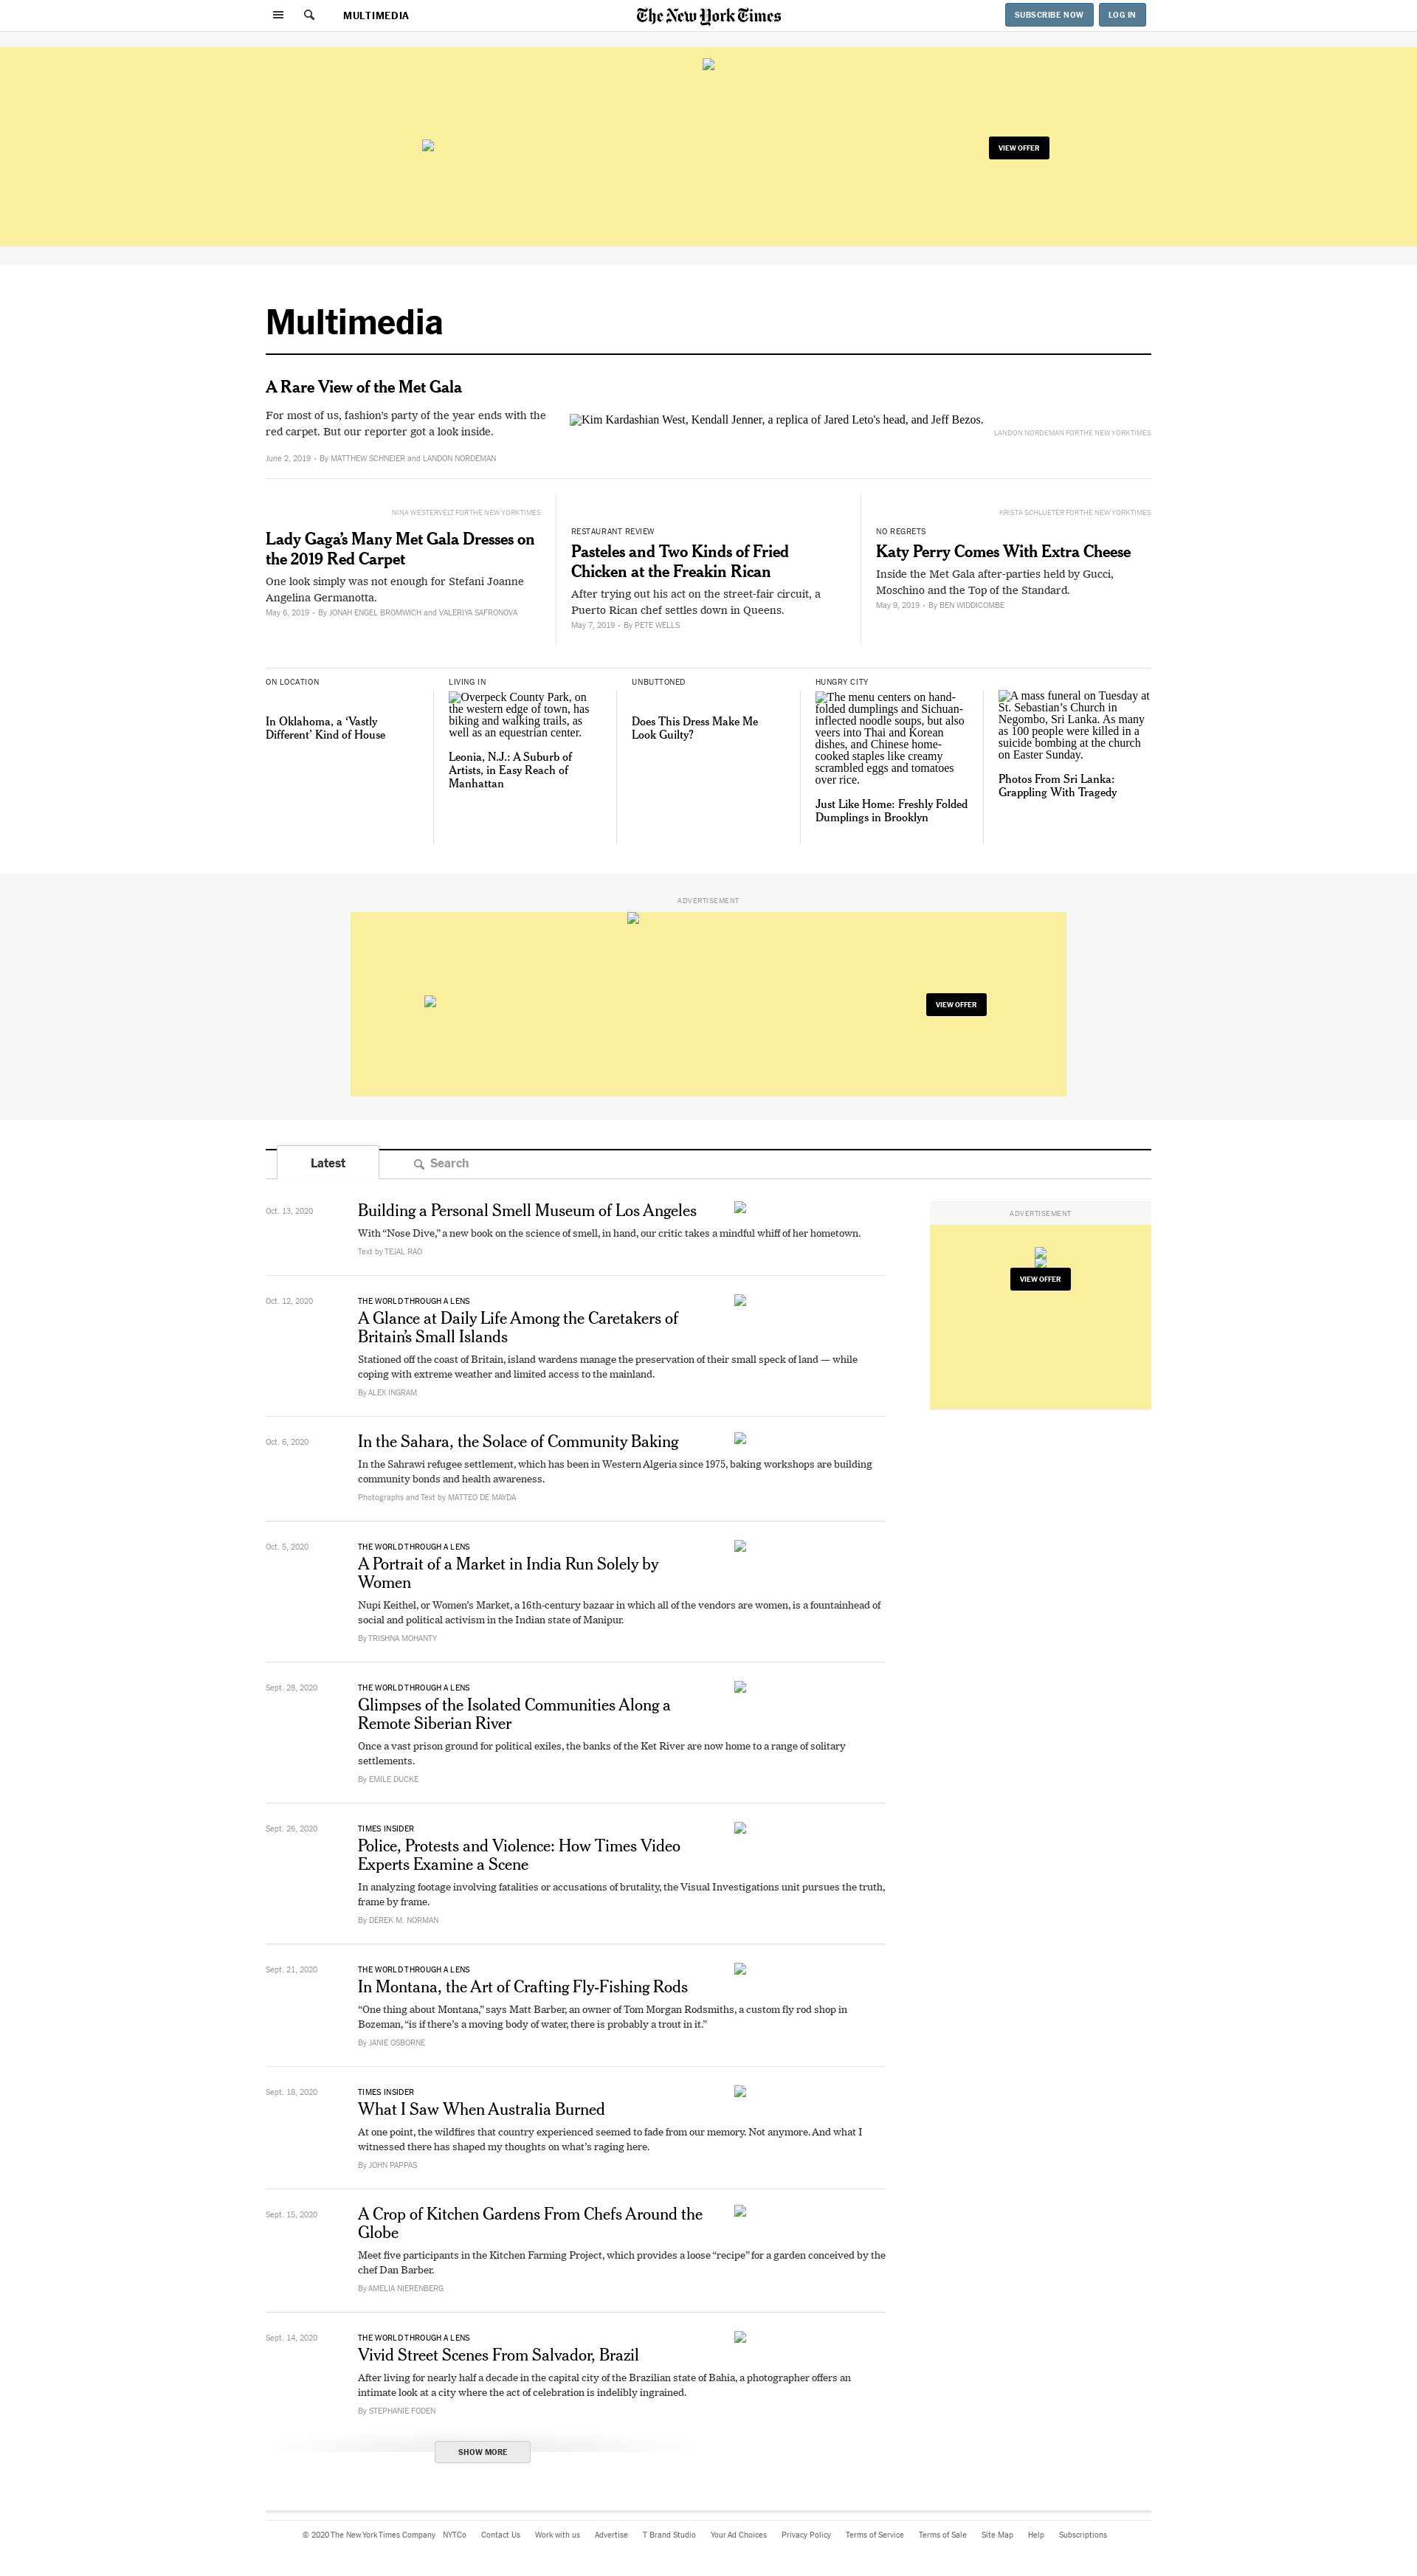 MULTIMEDIA
The New York Times
SUBSCRIBE NOW
LOG IN
VIEW OFFER
Multimedia
A Rare View of the Met Gala
For most of us, fashion's party of the year ends with the
red carpet. But our reporter got a look inside.
June 2, 2019 • By MATTHEW SCHNEIER and LANDON NORDEMAN
Kim Kardashian West, Kendall Jenner, a replica of Jared Leto's head, and Jeff Bezos.
LANDON NORDEMAN FOR THE NEW YORK TIMES
NINA WESTERVELT FOR THE NEW YORK TIMES
Lady Gaga's Many Met Gala Dresses on
the 2019 Red Carpet
One look simply was not enough for Stefani Joanne
Angelina Germanotta.
May 6, 2019 • By JONAH ENGEL BROMWICH and VALERIYA SAFRONOVA
RESTAURANT REVIEW
Pasteles and Two Kinds of Fried
Chicken at the Freakin Rican
After trying out his act on the street-fair circuit, a
Puerto Rican chef settles down in Queens.
May 7, 2019 • By PETE WELLS
KRISTA SCHLUETER FOR THE NEW YORK TIMES
NO REGRETS
Katy Perry Comes With Extra Cheese
Inside the Met Gala after-parties held by Gucci,
Moschino and the Top of the Standard.
May 9, 2019 • By BEN WIDDICOMBE
ON LOCATION
In Oklahoma, a ‘Vastly
Different’ Kind of House
LIVING IN
Overpeck County Park, on
the western edge of town, has
biking and walking trails, as
well as an equestrian center.
Leonia, N.J.: A Suburb of
Artists, in Easy Reach of
Manhattan
UNBUTTONED
Does This Dress Make Me
Look Guilty?
HUNGRY CITY
The menu centers on hand-
folded dumplings and Sichuan-
inflected noodle soups, but also
veers into Thai and Korean
dishes, and Chinese home-
cooked staples like creamy
scrambled eggs and tomatoes
over rice.
Just Like Home: Freshly Folded
Dumplings in Brooklyn
A mass funeral on Tuesday at
St. Sebastian’s Church in
Negombo, Sri Lanka. As many
as 100 people were killed in a
suicide bombing at the church
on Easter Sunday.
Photos From Sri Lanka:
Grappling With Tragedy
ADVERTISEMENT
VIEW OFFER
Latest
Search
Oct. 13, 2020
Building a Personal Smell Museum of Los Angeles
With “Nose Dive,” a new book on the science of smell, in hand, our critic takes a mindful whiff of her hometown.
Text by TEJAL RAO
ADVERTISEMENT
VIEW OFFER
Oct. 12, 2020
THE WORLD THROUGH A LENS
A Glance at Daily Life Among the Caretakers of
Britain’s Small Islands
Stationed off the coast of Britain, island wardens manage the preservation of their small speck of land — while
coping with extreme weather and limited access to the mainland.
By ALEX INGRAM
Oct. 6, 2020
In the Sahara, the Solace of Community Baking
In the Sahrawi refugee settlement, which has been in Western Algeria since 1975, baking workshops are building
community bonds and health awareness.
Photographs and Text by MATTEO DE MAYDA
Oct. 5, 2020
THE WORLD THROUGH A LENS
A Portrait of a Market in India Run Solely by
Women
Nupi Keithel, or Women’s Market, a 16th-century bazaar in which all of the vendors are women, is a fountainhead of
social and political activism in the Indian state of Manipur.
By TRISHNA MOHANTY
Sept. 28, 2020
THE WORLD THROUGH A LENS
Glimpses of the Isolated Communities Along a
Remote Siberian River
Once a vast prison ground for political exiles, the banks of the Ket River are now home to a range of solitary
settlements.
By EMILE DUCKE
Sept. 26, 2020
TIMES INSIDER
Police, Protests and Violence: How Times Video
Experts Examine a Scene
In analyzing footage involving fatalities or accusations of brutality, the Visual Investigations unit pursues the truth,
frame by frame.
By DEREK M. NORMAN
Sept. 21, 2020
THE WORLD THROUGH A LENS
In Montana, the Art of Crafting Fly-Fishing Rods
“One thing about Montana,” says Matt Barber, an owner of Tom Morgan Rodsmiths, a custom fly rod shop in
Bozeman, “is if there’s a moving body of water, there is probably a trout in it.”
By JANIE OSBORNE
Sept. 18, 2020
TIMES INSIDER
What I Saw When Australia Burned
At one point, the wildfires that country experienced seemed to fade from our memory. Not anymore. And what I
witnessed there has shaped my thoughts on what’s raging here.
By JOHN PAPPAS
Sept. 15, 2020
A Crop of Kitchen Gardens From Chefs Around the
Globe
Meet five participants in the Kitchen Farming Project, which provides a loose “recipe” for a garden conceived by the
chef Dan Barber.
By AMELIA NIERENBERG
Sept. 14, 2020
THE WORLD THROUGH A LENS
Vivid Street Scenes From Salvador, Brazil
After living for nearly half a decade in the capital city of the Brazilian state of Bahia, a photographer offers an
intimate look at a city where the act of celebration is indelibly ingrained.
By STEPHANIE FODEN
SHOW MORE
© 2020 The New York Times Company NYTCo Contact Us Work with us Advertise T Brand Studio Your Ad Choices Privacy Policy Terms of Service Terms of Sale Site Map Help Subscriptions